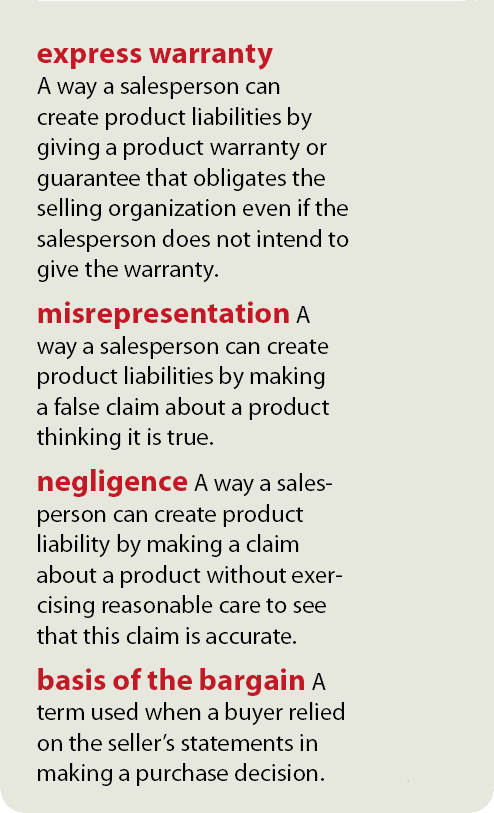 express warranty
A way a salesperson can
create product liabilities by
giving a product warranty or
guarantee that obligates the
selling organization even if the
salesperson does not intend to
give the warranty.
misrepresentation A
way a salesperson can create
product liabilities by making
a false claim about a product
thinking it is true.
negligence A way a sales-
person can create product
liability by making a claim
about a product without exer-
cising reasonable care to see
that this claim is accurate.
basis of the bargain A
term used when a buyer relied
on the seller’s statements in
making a purchase decision.